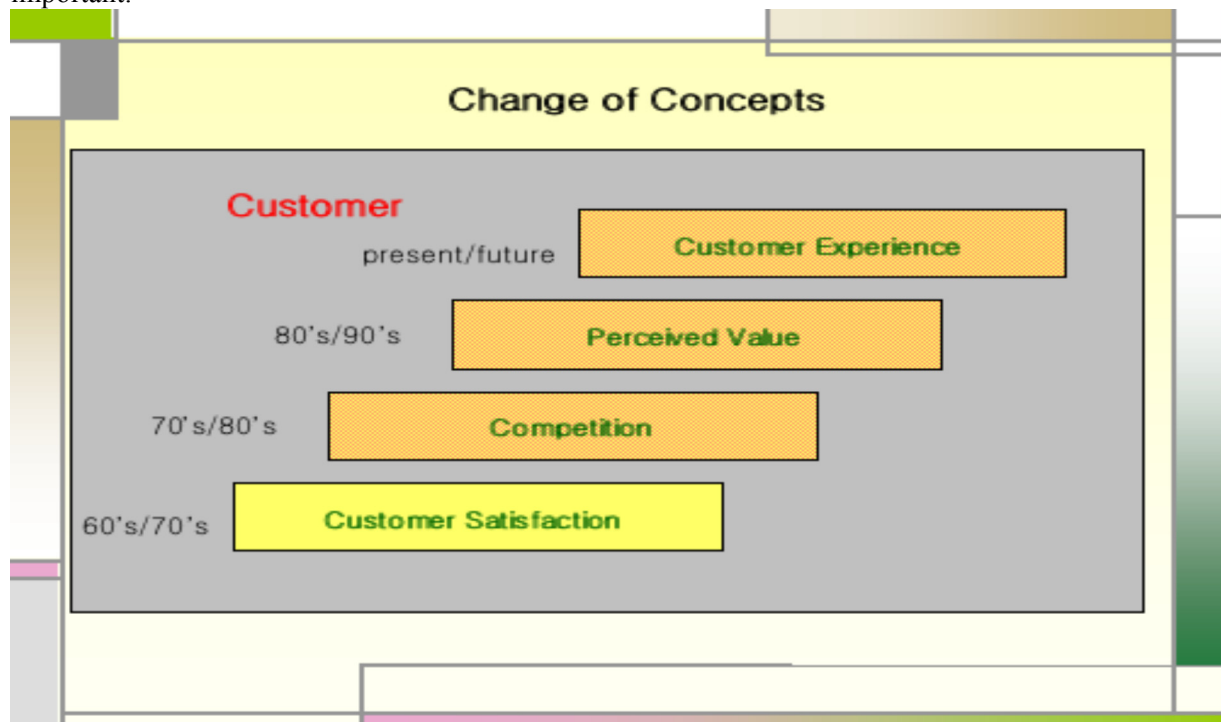 important.
Change of Concepts
Customer
present/future Customer Experience
80's/90's Perceived Value
70's/80's Competition
60's/70's Customer Satisfaction